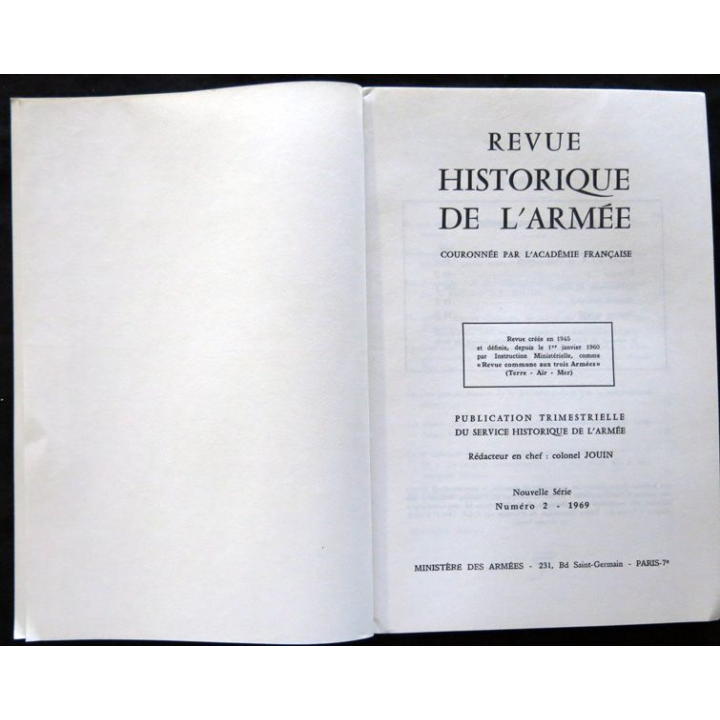 REVUE
HISTORIQUE
DE L'ARMÉE
COURONNÉE PAR L'ACADÉMIE FRANÇAISE
Revue créée en 1945
et définie, depuis le 1er janvier 1960
par Instruction Ministérielle, comme
« Revue commune aux trois Armées »
(Terre - Air - Mer)
PUBLICATION TRIMESTRIELLE
DU SERVICE HISTORIQUE DE L'ARMÉE
Rédacteur en chef : colonel JOUIN
Nouvelle Série
Numéro 2 - 1969
MINISTÈRE DES ARMÉES - 231, Bd Saint-Germain - PARIS-7e